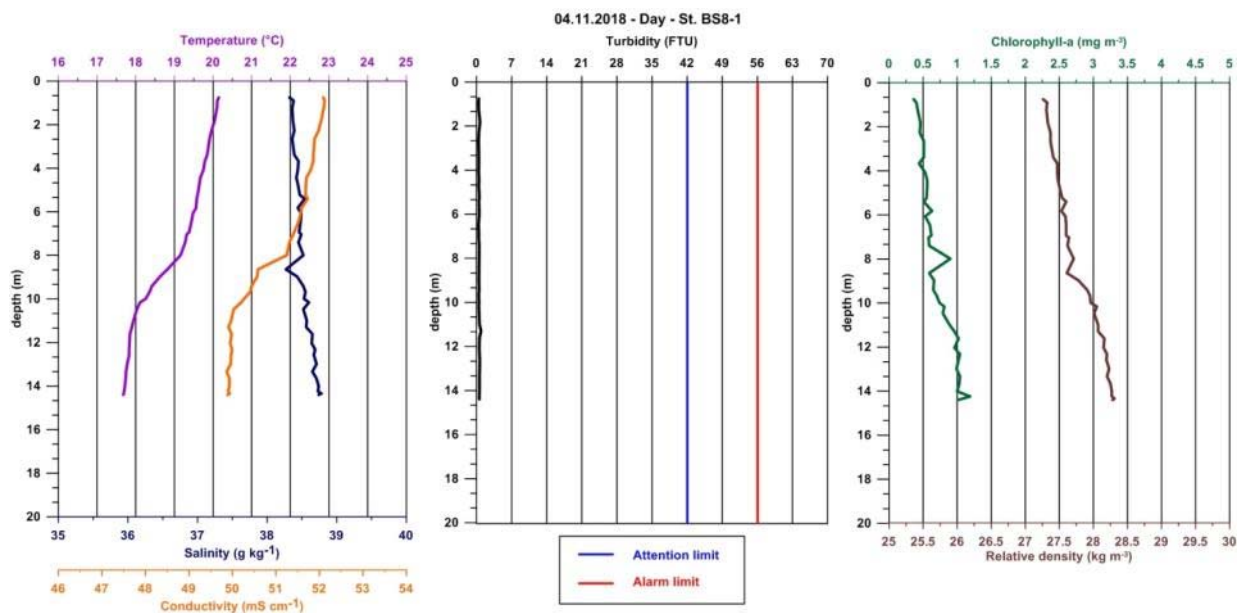 04.11.2018 - Day - St. BS8-1
Temperature (°C)
16 17 18 19 20 21 22 23 24 25
0
2
4
6
8
10
12
14
16
18
20
depth (m)
35 36 37 38 39 40
Salinity (g kg-1)
46 47 48 49 50 51 52 53 54
Conductivity (mS cm-1)
Turbidity (FTU)
0 7 14 21 28 35 42 49 56 63 70
0
2
4
6
8
10
12
14
16
18
20
depth (m)
Attention limit
Alarm limit
Chlorophyll-a (mg m-3)
0 0.5 1 1.5 2 2.5 3 3.5 4 4.5 5
0
2
4
6
8
10
12
14
16
18
20
depth (m)
25 25.5 26 26.5 27 27.5 28 28.5 29 29.5 30
Relative density (kg m-3)